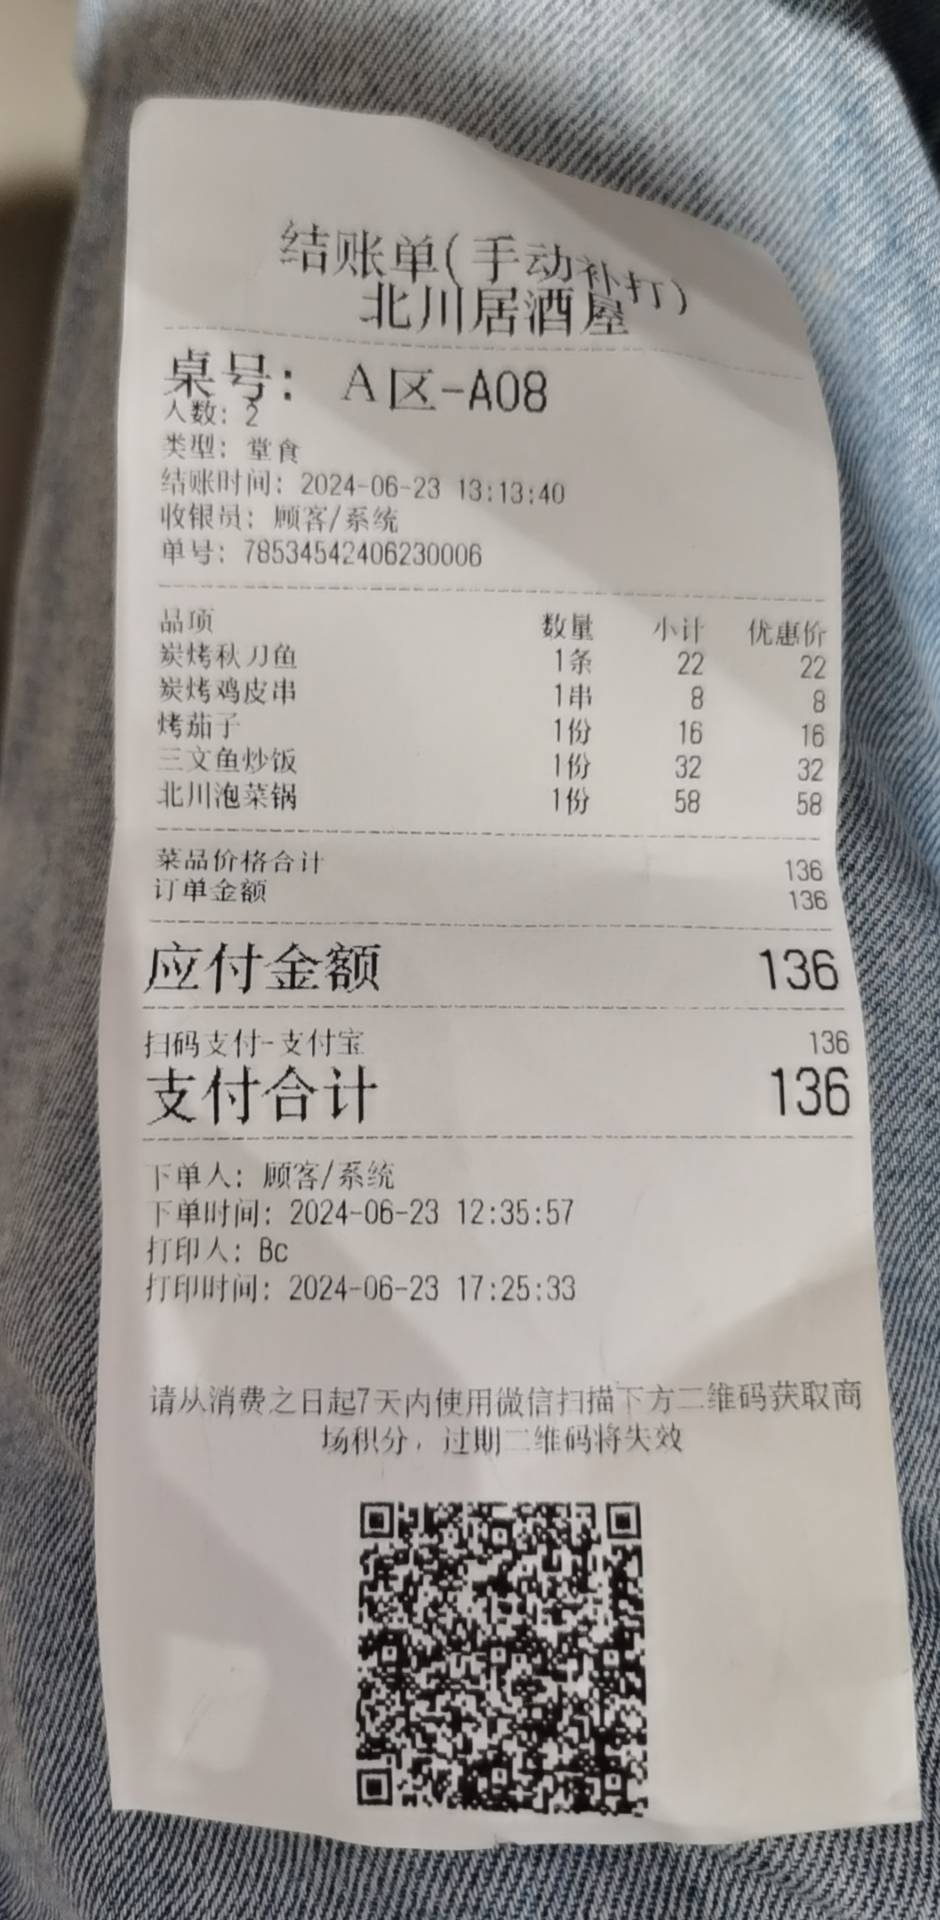 结账单(手动补打)
北川居酒屋
桌号: A区-A08
人数: 2
类型: 堂食
结账时间: 2024-06-23 13:13:40
收银员: 顾客/系统
单号: 78534542406230006
品项 数量 小计 优惠价
炭烤秋刀鱼 1条 22 22
炭烤鸡皮串 1串 8 8
烤茄子 1份 16 16
三文鱼炒饭 1份 32 32
北川泡菜锅 1份 58 58
菜品价格合计 136
订单金额 136
应付金额 136
扫码支付-支付宝 136
支付合计 136
下单人: 顾客/系统
下单时间: 2024-06-23 12:35:57
打印人: Bc
打印时间: 2024-06-23 17:25:33
请从消费之日起7天内使用微信扫描下方二维码获取商
场积分，过期二维码将失效